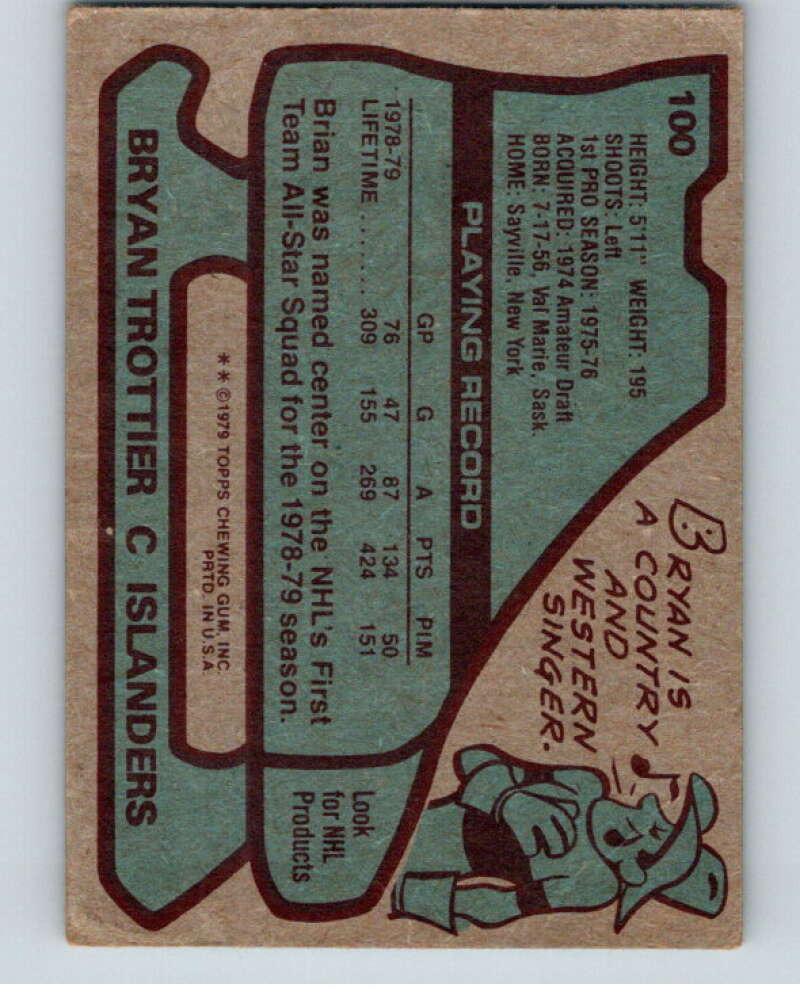 100
HEIGHT: 5'11" WEIGHT: 195
SHOOTS: Left
1st PRO SEASON: 1975-76
ACQUIRED: 1974 Amateur Draft
BORN: 7-17-56, Val Marie, Sask.
HOME: Sayville, New York
BRYAN IS
A COUNTRY
AND
WESTERN
SINGER.
PLAYING RECORD
GP G A PTS PIM
1978-79 76 47 87 134 50
LIFETIME ....... 309 155 269 424 151
Brian was named center on the NHL's First
Team All-Star Squad for the 1978-79 season.
Look
for NHL
Products
** ©1979 TOPPS CHEWING GUM, INC.
PRTD. IN U.S.A.
BRYAN TROTTIER C ISLANDERS